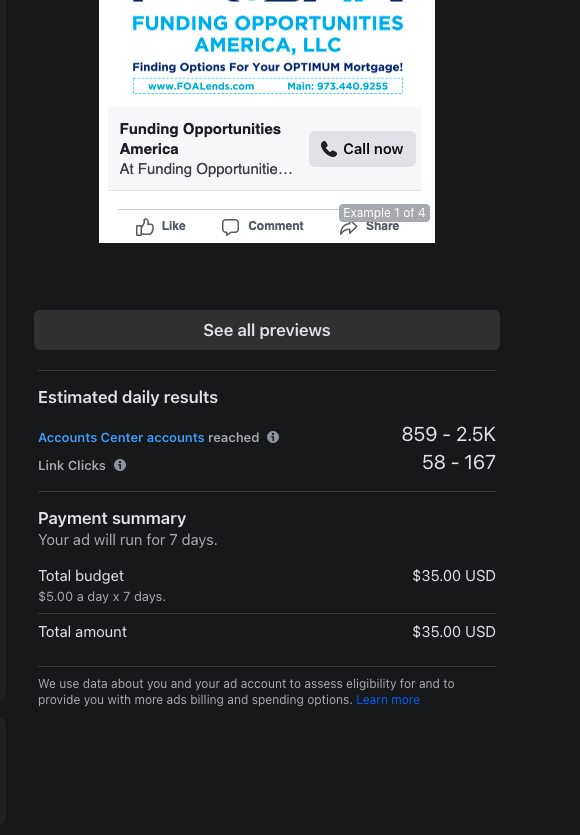 FUNDING OPPORTUNITIES
AMERICA, LLC
Finding Options For Your OPTIMUM Mortgage!
www.FOALends.com Main: 973.440.9255
Funding Opportunities
America
At Funding Opportunitie...
Call now
Example 1 of 4
Like Comment Share
See all previews
Estimated daily results
Accounts Center accounts reached 859 - 2.5K
Link Clicks 58 - 167
Payment summary
Your ad will run for 7 days.
Total budget $35.00 USD
$5.00 a day x 7 days.
Total amount $35.00 USD
We use data about you and your ad account to assess eligibility for and to
provide you with more ads billing and spending options. Learn more